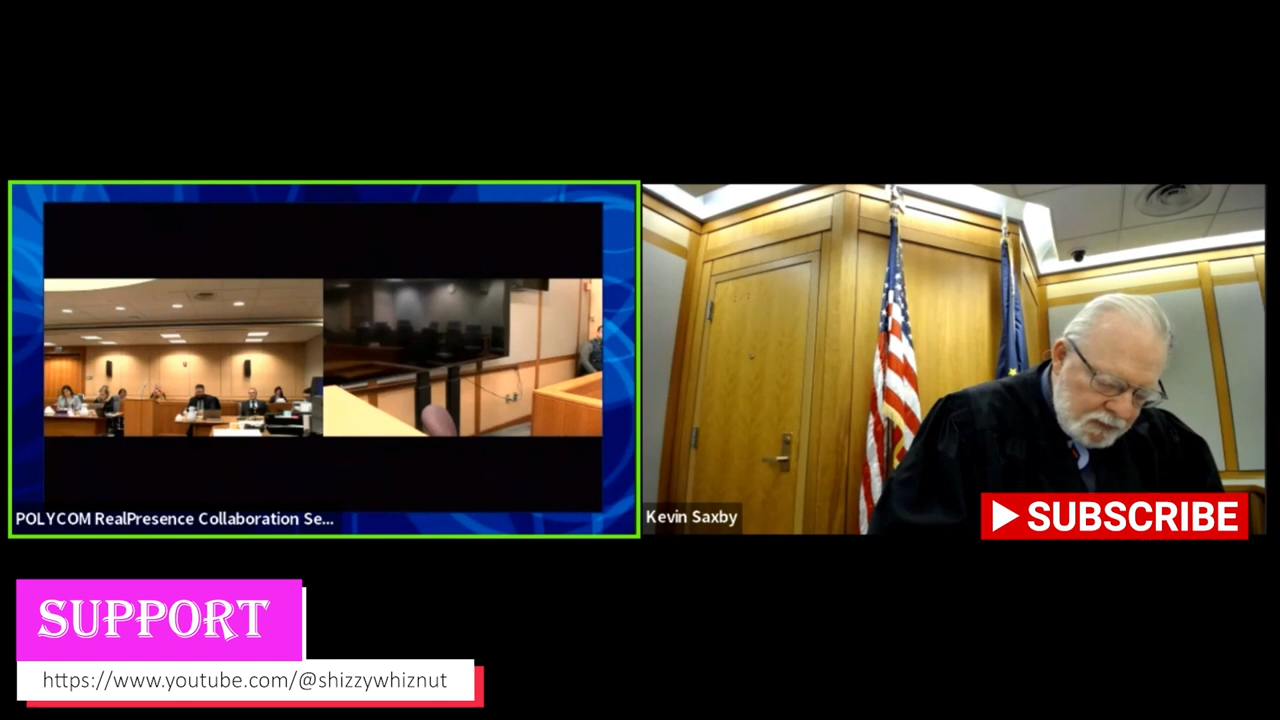 POLYCOM RealPresence Collaboration Se...
Kevin Saxby
SUBSCRIBE
SUPPORT
https://www.youtube.com/@shizzywhiznut